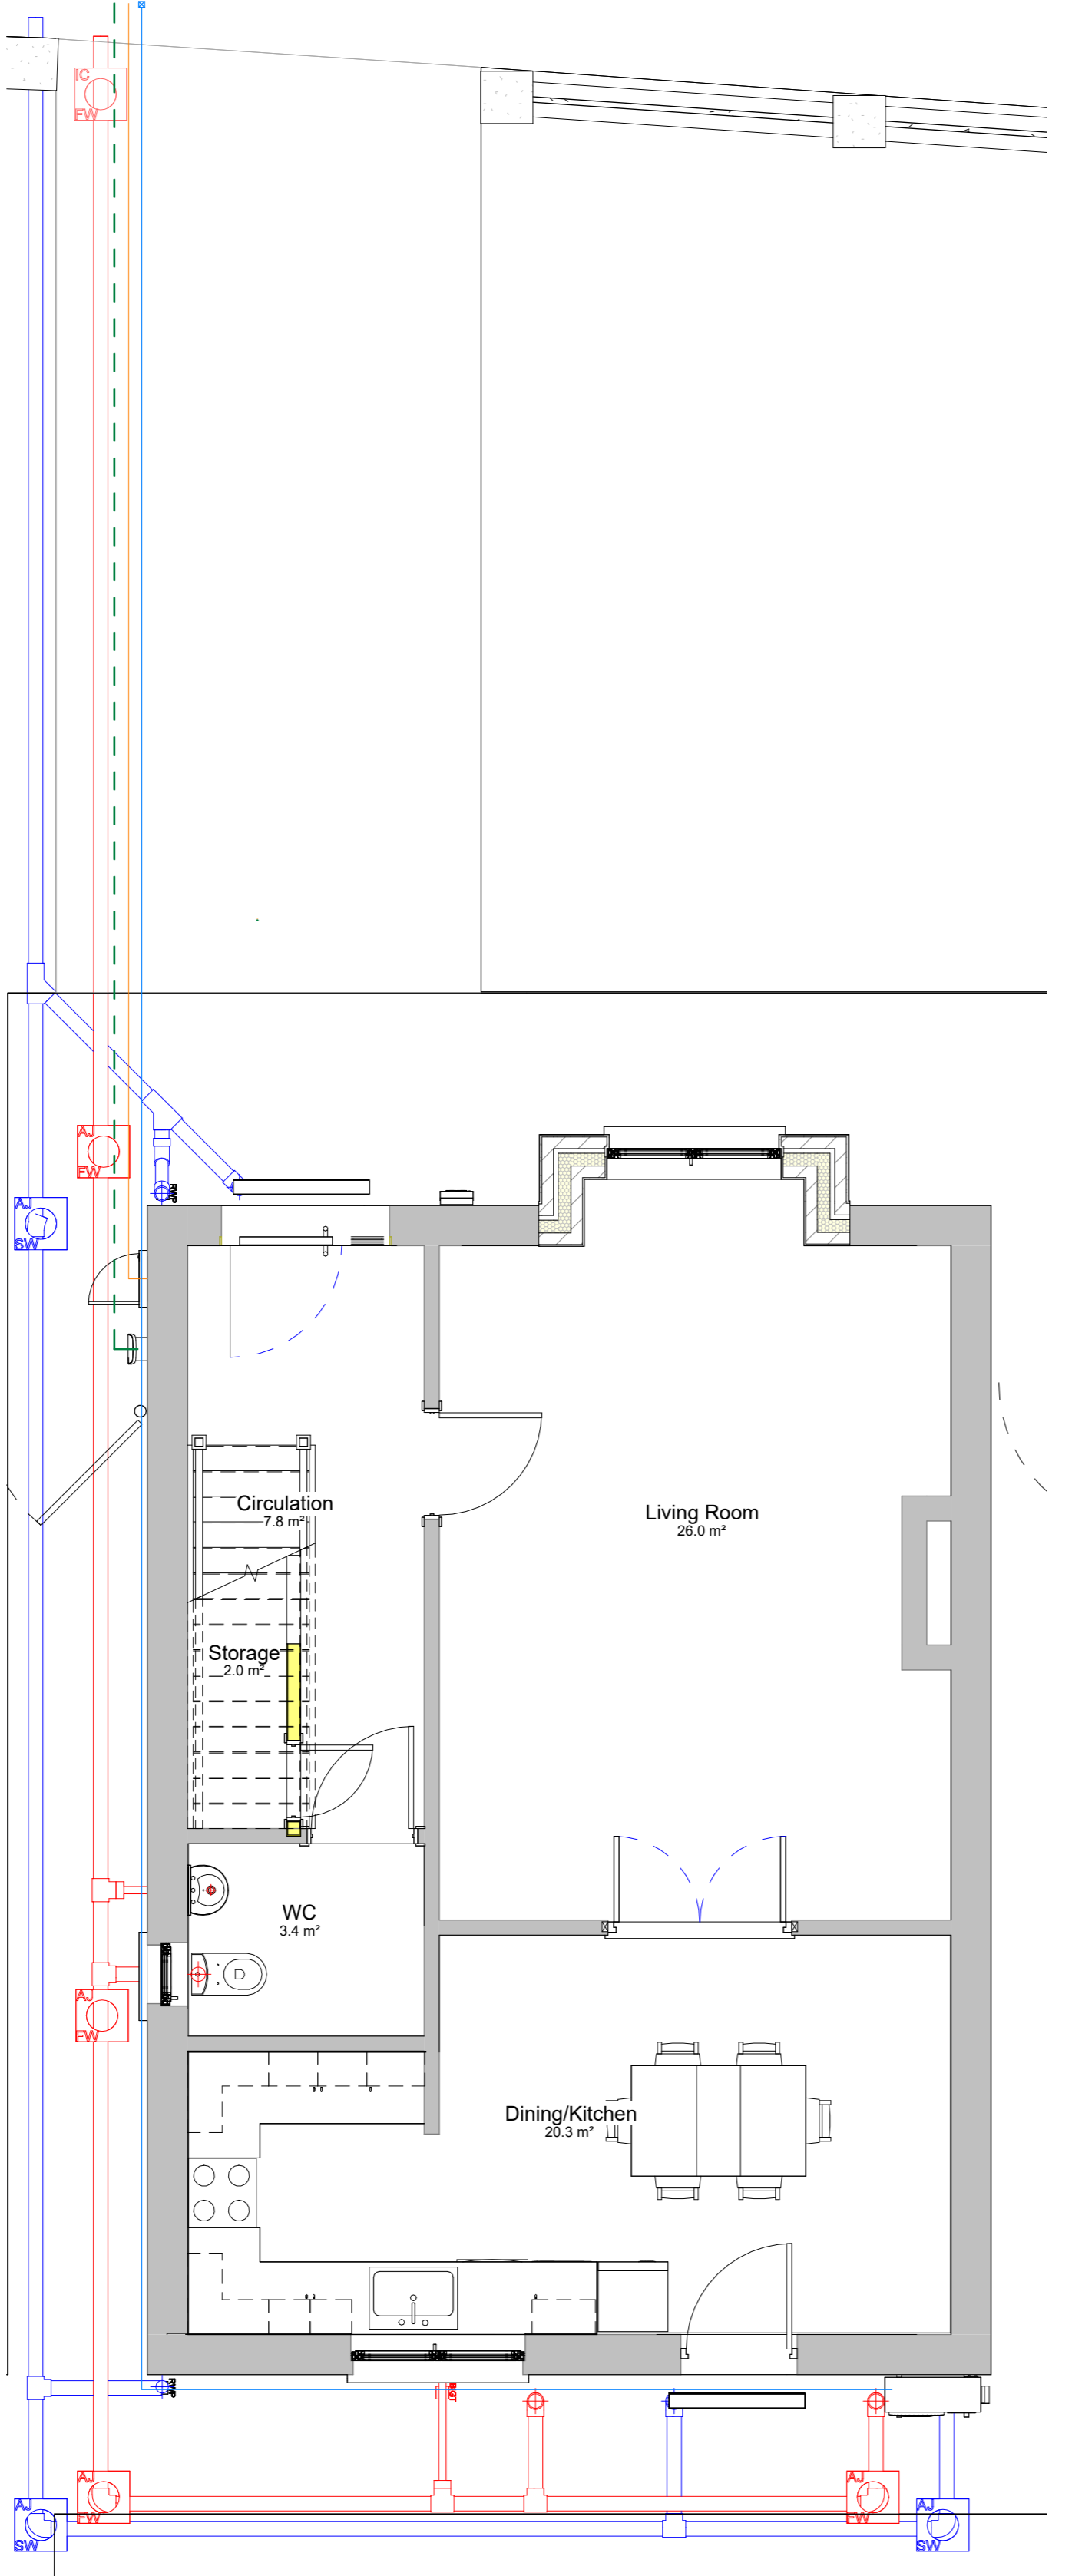 IC
FW
AJ
FW
RWP
AJ
SW
Circulation
7.8 m²
Living Room
26.0 m²
Storage
2.0 m²
WC
3.4 m²
AJ
FW
Dining/Kitchen
20.3 m²
RWP
AJ
FW
AJ
FW
AJ
SW
AJ
SW